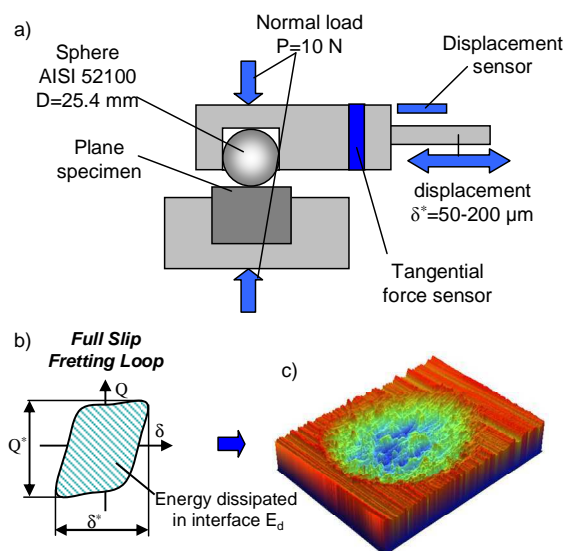 a)
Normal load
P=10 N
Sphere
AISI 52100
D=25.4 mm
Displacement
sensor
Plane
specimen
displacement
δ*=50-200 µm
Tangential
force sensor
b)
Full Slip
Fretting Loop
c)
Q
δ
Q*
δ*
Energy dissipated
in interface Ed